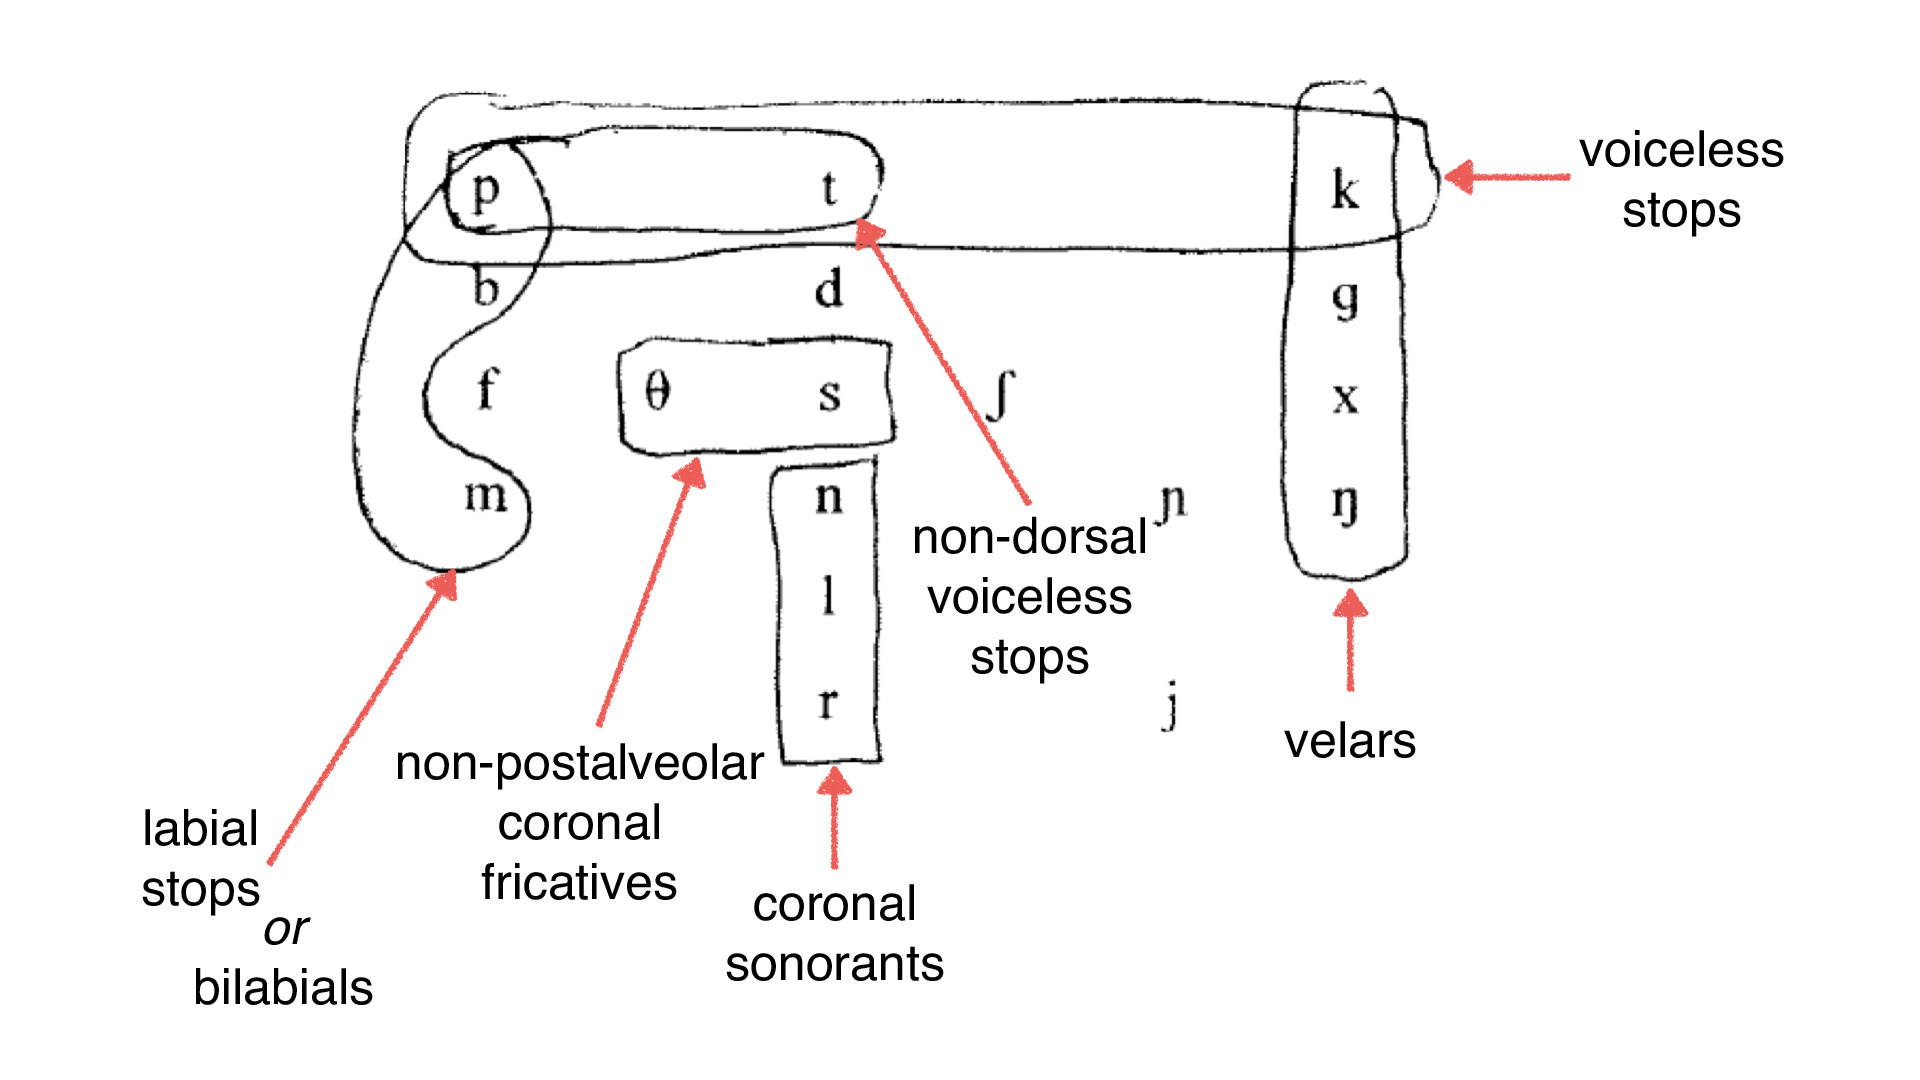 p t k
voiceless
stops
b d g
f θ s ʃ x
m n ɲ ŋ
non-dorsal
voiceless
stops
l
r j
velars
non-postalveolar
coronal
fricatives
labial
stops
or
bilabials
coronal
sonorants